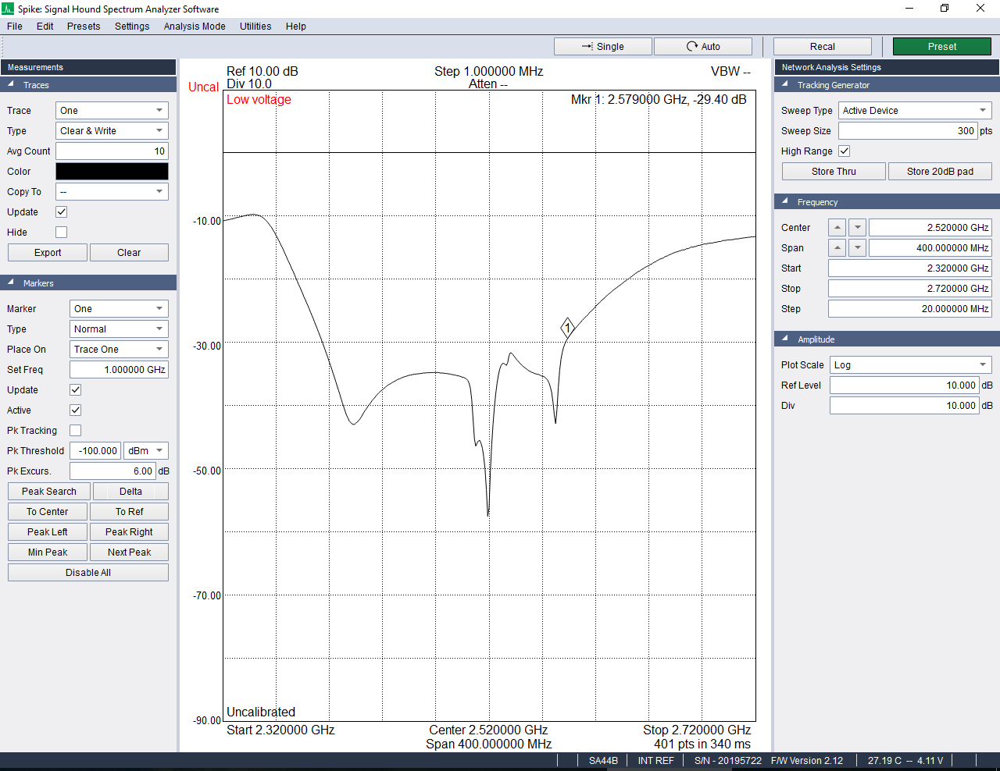 Spike: Signal Hound Spectrum Analyzer Software
File Edit Presets Settings Analysis Mode Utilities Help
Single Auto Recal Preset
Measurements
Traces
Trace One
Type Clear & Write
Avg Count 10
Color
Copy To --
Update
Hide
Export Clear
Markers
Marker One
Type Normal
Place On Trace One
Set Freq 1.000000 GHz
Update
Active
Pk Tracking
Pk Threshold -100.000 dBm
Pk Excurs. 6.00 dB
Peak Search Delta
To Center To Ref
Peak Left Peak Right
Min Peak Next Peak
Disable All
Ref 10.00 dB Step 1.000000 MHz VBW --
Div 10.0 Atten --
Uncal
Low voltage Mkr 1: 2.579000 GHz, -29.40 dB
-10.00
1
-30.00
-50.00
-70.00
-90.00
Uncalibrated
Start 2.320000 GHz Center 2.520000 GHz Stop 2.720000 GHz
Span 400.000000 MHz 401 pts in 340 ms
Network Analysis Settings
Tracking Generator
Sweep Type Active Device
Sweep Size 300 pts
High Range
Store Thru Store 20dB pad
Frequency
Center 2.520000 GHz
Span 400.000000 MHz
Start 2.320000 GHz
Stop 2.720000 GHz
Step 20.000000 MHz
Amplitude
Plot Scale Log
Ref Level 10.000 dB
Div 10.000 dB
SA44B INT REF S/N - 20195722 F/W Version 2.12 27.19 C -- 4.11 V